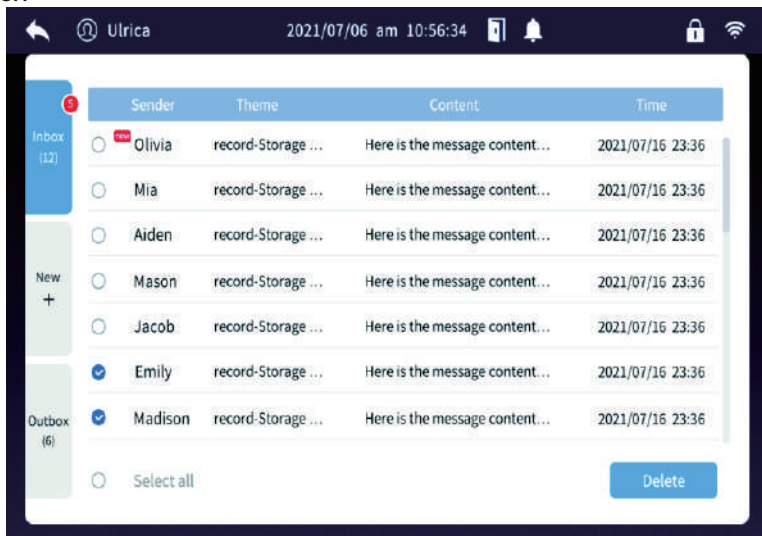 Ulrica 2021/07/06 am 10:56:34
5
Sender Theme Content Time
Inbox
(12)
new Olivia record-Storage ... Here is the message content... 2021/07/16 23:36
Mia record-Storage ... Here is the message content... 2021/07/16 23:36
Aiden record-Storage ... Here is the message content... 2021/07/16 23:36
New
+
Mason record-Storage ... Here is the message content... 2021/07/16 23:36
Jacob record-Storage ... Here is the message content... 2021/07/16 23:36
Emily record-Storage ... Here is the message content... 2021/07/16 23:36
Outbox
(6)
Madison record-Storage ... Here is the message content... 2021/07/16 23:36
Select all Delete